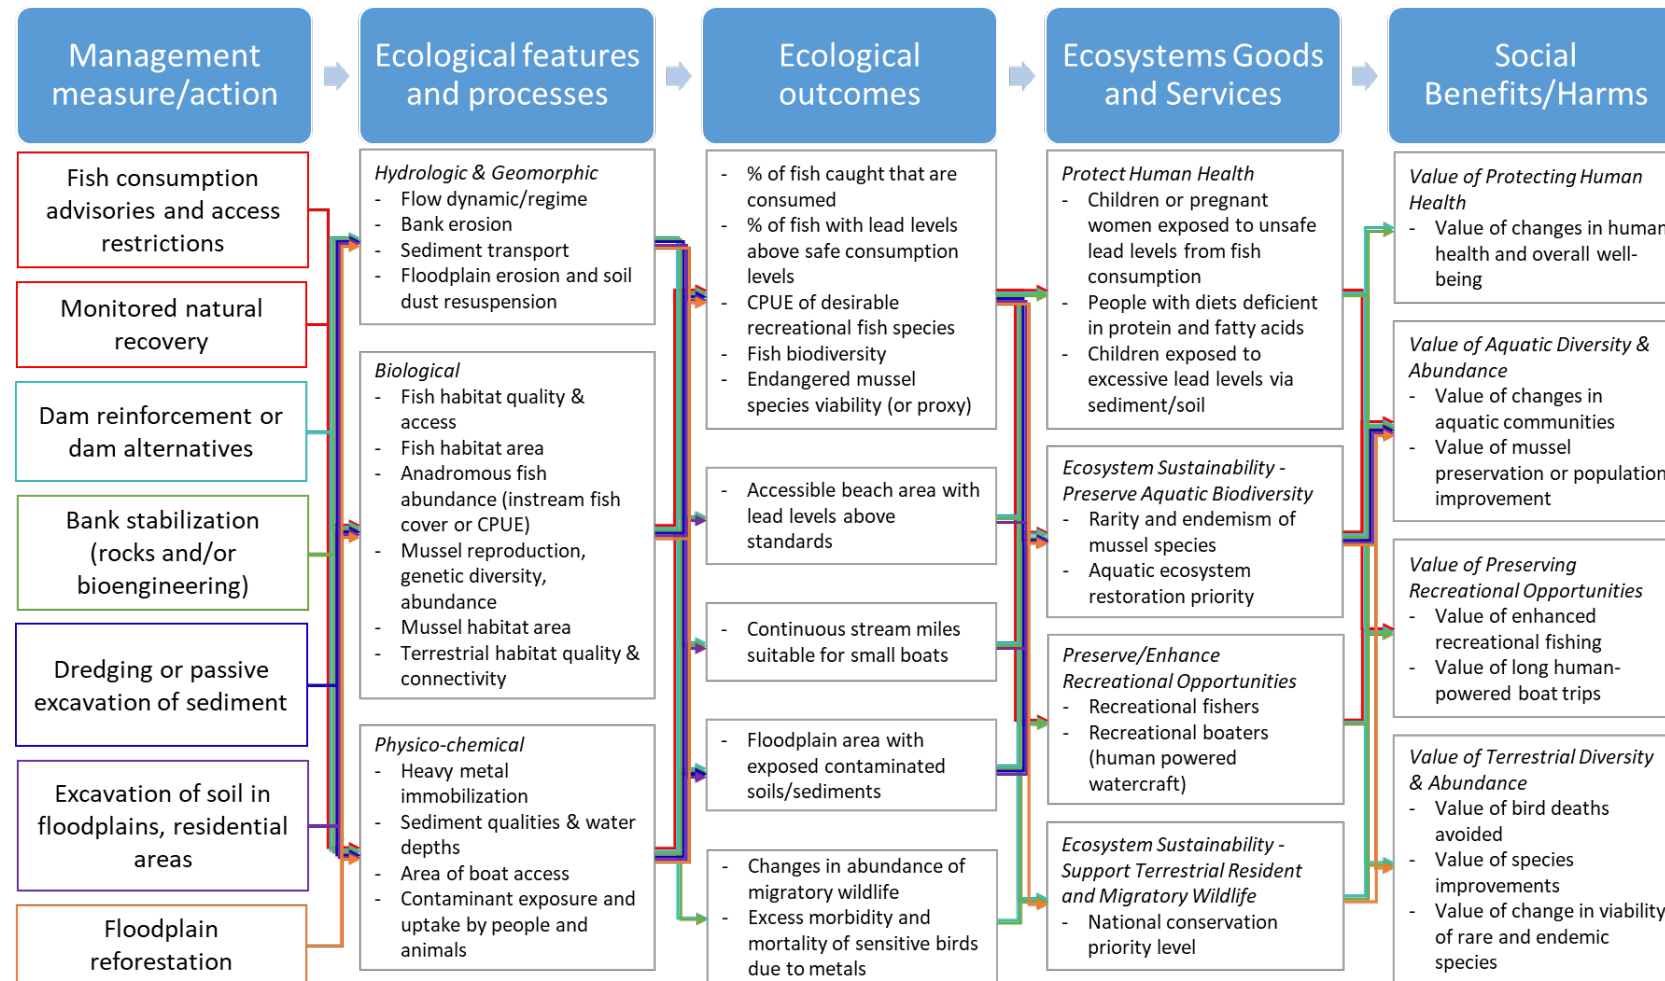 Management
measure/action
Ecological features
and processes
Ecological
outcomes
Ecosystems Goods
and Services
Social
Benefits/Harms
Fish consumption
advisories and access
restrictions
Monitored natural
recovery
Dam reinforcement or
dam alternatives
Bank stabilization
(rocks and/or
bioengineering)
Dredging or passive
excavation of sediment
Excavation of soil in
floodplains, residential
areas
Floodplain
reforestation
Hydrologic & Geomorphic
- Flow dynamic/regime
- Bank erosion
- Sediment transport
- Floodplain erosion and soil
dust resuspension
Biological
- Fish habitat quality &
access
- Fish habitat area
- Anadromous fish
abundance (instream fish
cover or CPUE)
- Mussel reproduction,
genetic diversity,
abundance
- Mussel habitat area
- Terrestrial habitat quality &
connectivity
Physico-chemical
- Heavy metal
immobilization
- Sediment qualities & water
depths
- Area of boat access
- Contaminant exposure and
uptake by people and
animals
- % of fish caught that are
consumed
- % of fish with lead levels
above safe consumption
levels
- CPUE of desirable
recreational fish species
- Fish biodiversity
- Endangered mussel
species viability (or proxy)
- Accessible beach area with
lead levels above
standards
- Continuous stream miles
suitable for small boats
- Floodplain area with
exposed contaminated
soils/sediments
- Changes in abundance of
migratory wildlife
- Excess morbidity and
mortality of sensitive birds
due to metals
Protect Human Health
- Children or pregnant
women exposed to unsafe
lead levels from fish
consumption
- People with diets deficient
in protein and fatty acids
- Children exposed to
excessive lead levels via
sediment/soil
Ecosystem Sustainability -
Preserve Aquatic Biodiversity
- Rarity and endemism of
mussel species
- Aquatic ecosystem
restoration priority
Preserve/Enhance
Recreational Opportunities
- Recreational fishers
- Recreational boaters
(human powered
watercraft)
Ecosystem Sustainability -
Support Terrestrial Resident
and Migratory Wildlife
- National conservation
priority level
Value of Protecting Human
Health
- Value of changes in human
health and overall well-
being
Value of Aquatic Diversity &
Abundance
- Value of changes in
aquatic communities
- Value of mussel
preservation or population
improvement
Value of Preserving
Recreational Opportunities
- Value of enhanced
recreational fishing
- Value of long human-
powered boat trips
Value of Terrestrial Diversity
& Abundance
- Value of bird deaths
avoided
- Value of species
improvements
- Value of change in viability
of rare and endemic
species